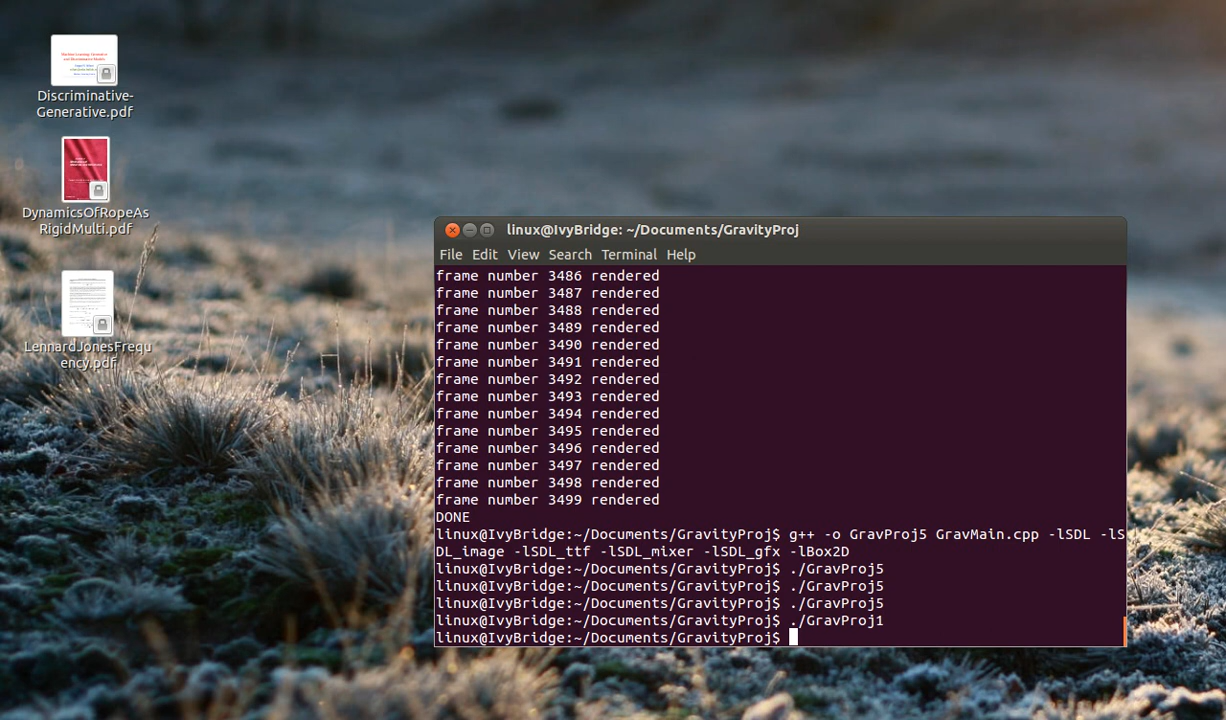 Discriminative-
Generative.pdf
DynamicsOfRopeAs
RigidMulti.pdf
LennardJonesFrequ
ency.pdf
linux@IvyBridge: ~/Documents/GravityProj
File Edit View Search Terminal Help
frame number 3486 rendered
frame number 3487 rendered
frame number 3488 rendered
frame number 3489 rendered
frame number 3490 rendered
frame number 3491 rendered
frame number 3492 rendered
frame number 3493 rendered
frame number 3494 rendered
frame number 3495 rendered
frame number 3496 rendered
frame number 3497 rendered
frame number 3498 rendered
frame number 3499 rendered
DONE
linux@IvyBridge:~/Documents/GravityProj$ g++ -o GravProj5 GravMain.cpp -lSDL -lS
DL_image -lSDL_ttf -lSDL_mixer -lSDL_gfx -lBox2D
linux@IvyBridge:~/Documents/GravityProj$ ./GravProj5
linux@IvyBridge:~/Documents/GravityProj$ ./GravProj5
linux@IvyBridge:~/Documents/GravityProj$ ./GravProj5
linux@IvyBridge:~/Documents/GravityProj$ ./GravProj1
linux@IvyBridge:~/Documents/GravityProj$